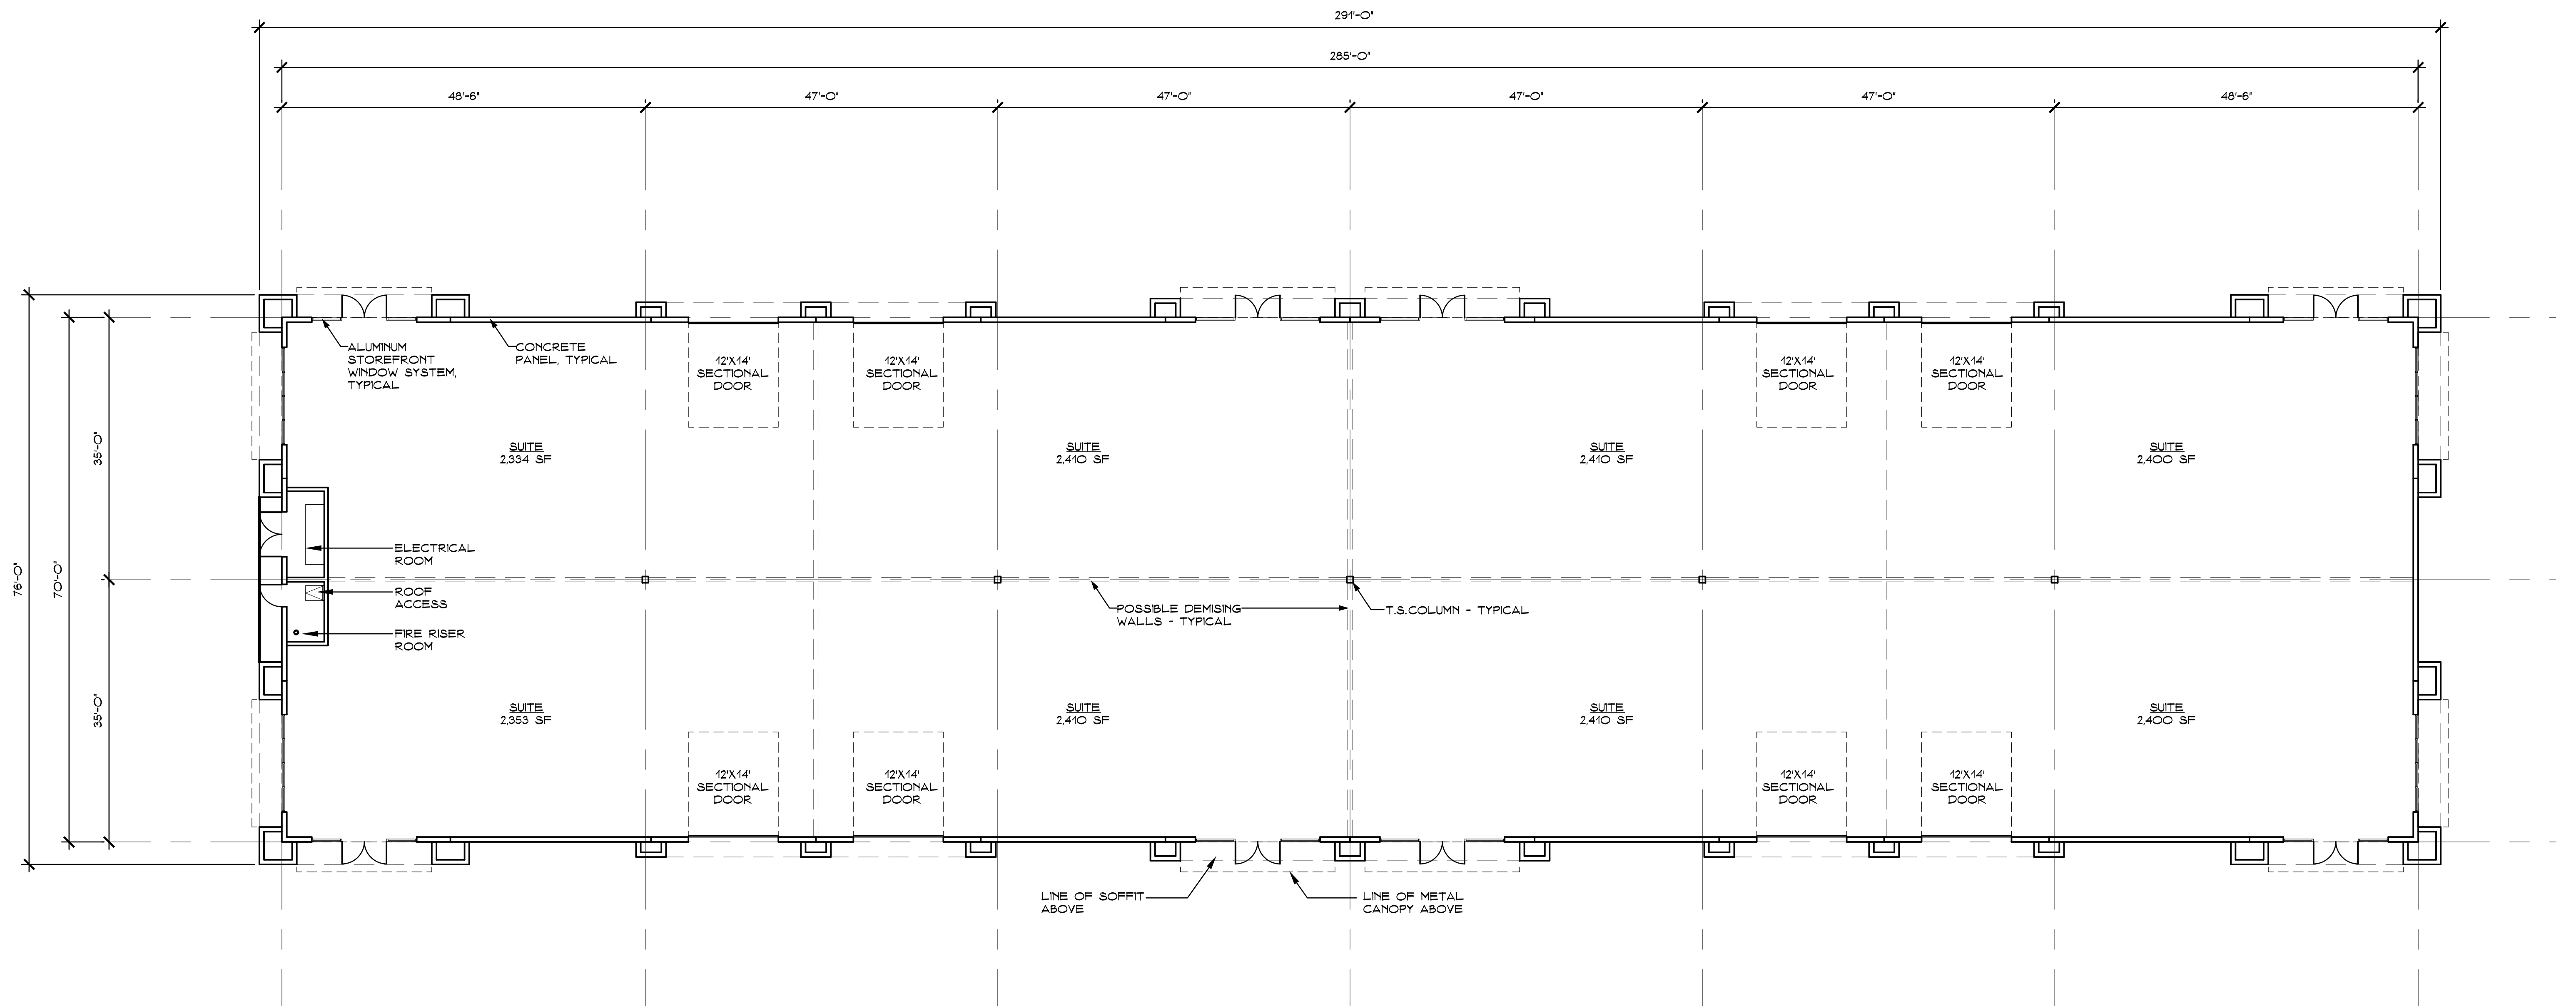 291'-0"
285'-0"
48'-6"
47'-0"
47'-0"
47'-0"
47'-0"
48'-6"
76'-0"
70'-0"
35'-0"
35'-0"
ALUMINUM
STOREFRONT
WINDOW SYSTEM,
TYPICAL
CONCRETE
PANEL, TYPICAL
12'X14'
SECTIONAL
DOOR
12'X14'
SECTIONAL
DOOR
12'X14'
SECTIONAL
DOOR
12'X14'
SECTIONAL
DOOR
SUITE
2,334 SF
SUITE
2,410 SF
SUITE
2,410 SF
SUITE
2,400 SF
ELECTRICAL
ROOM
ROOF
ACCESS
FIRE RISER
ROOM
POSSIBLE DEMISING
WALLS - TYPICAL
T.S.COLUMN - TYPICAL
SUITE
2,353 SF
SUITE
2,410 SF
SUITE
2,410 SF
SUITE
2,400 SF
12'X14'
SECTIONAL
DOOR
12'X14'
SECTIONAL
DOOR
12'X14'
SECTIONAL
DOOR
12'X14'
SECTIONAL
DOOR
LINE OF SOFFIT
ABOVE
LINE OF METAL
CANOPY ABOVE